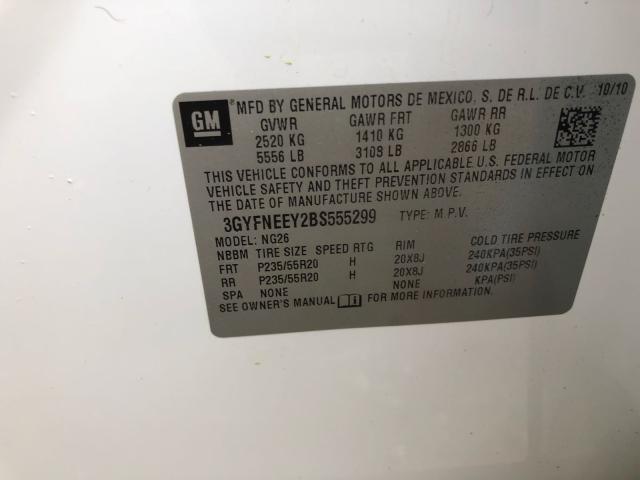 GM MFD BY GENERAL MOTORS DE MEXICO, S. DE R.L. DE C.V. 10/10
GVWR GAWR FRT GAWR RR
2520 KG 1410 KG 1300 KG
5556 LB 3108 LB 2866 LB
THIS VEHICLE CONFORMS TO ALL APPLICABLE U.S. FEDERAL MOTOR
VEHICLE SAFETY AND THEFT PREVENTION STANDARDS IN EFFECT ON
THE DATE OF MANUFACTURE SHOWN ABOVE.
3GYFNEEY2BS555299 TYPE: M.P.V.
MODEL: NG26
NBBM TIRE SIZE SPEED RTG RIM COLD TIRE PRESSURE
FRT P235/55R20 H 20X8J 240KPA(35PSI)
RR P235/55R20 H 20X8J 240KPA(35PSI)
SPA NONE NONE KPA(PSI)
SEE OWNER'S MANUAL FOR MORE INFORMATION.